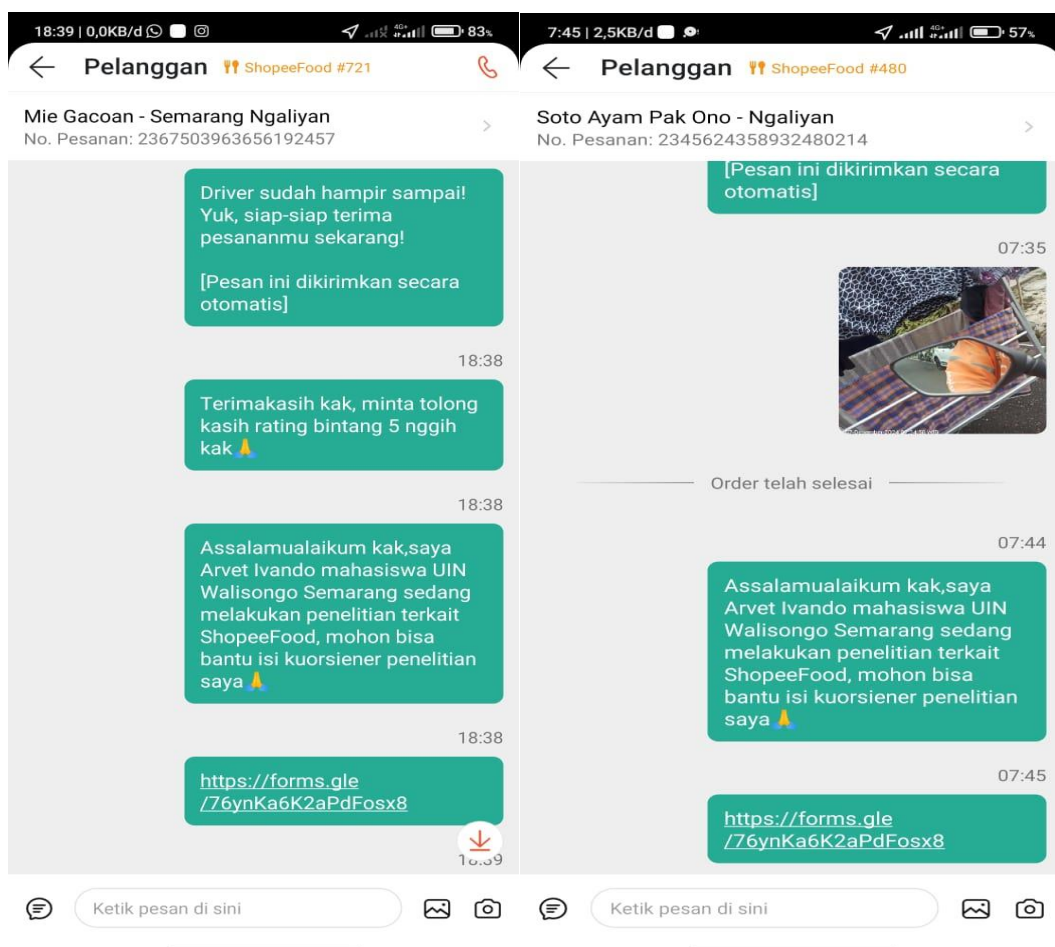 18:39 | 0,0KB/d
4G+
83%
Pelanggan
ShopeeFood #721
Mie Gacoan - Semarang Ngaliyan
No. Pesanan: 2367503963656192457
Driver sudah hampir sampai!
Yuk, siap-siap terima
pesananmu sekarang!
[Pesan ini dikirimkan secara
otomatis]
18:38
Terimakasih kak, minta tolong
kasih rating bintang 5 nggih
kak🙏
18:38
Assalamualaikum kak,saya
Arvet Ivando mahasiswa UIN
Walisongo Semarang sedang
melakukan penelitian terkait
ShopeeFood, mohon bisa
bantu isi kuorsiener penelitian
saya🙏
18:38
https://forms.gle
/76ynKa6K2aPdFosx8
18:39
Ketik pesan di sini
7:45 | 2,5KB/d
4G+
57%
Pelanggan
ShopeeFood #480
Soto Ayam Pak Ono - Ngaliyan
No. Pesanan: 2345624358932480214
[Pesan ini dikirimkan secara
otomatis]
07:35
Order telah selesai
07:44
Assalamualaikum kak,saya
Arvet Ivando mahasiswa UIN
Walisongo Semarang sedang
melakukan penelitian terkait
ShopeeFood, mohon bisa
bantu isi kuorsiener penelitian
saya🙏
07:45
https://forms.gle
/76ynKa6K2aPdFosx8
Ketik pesan di sini